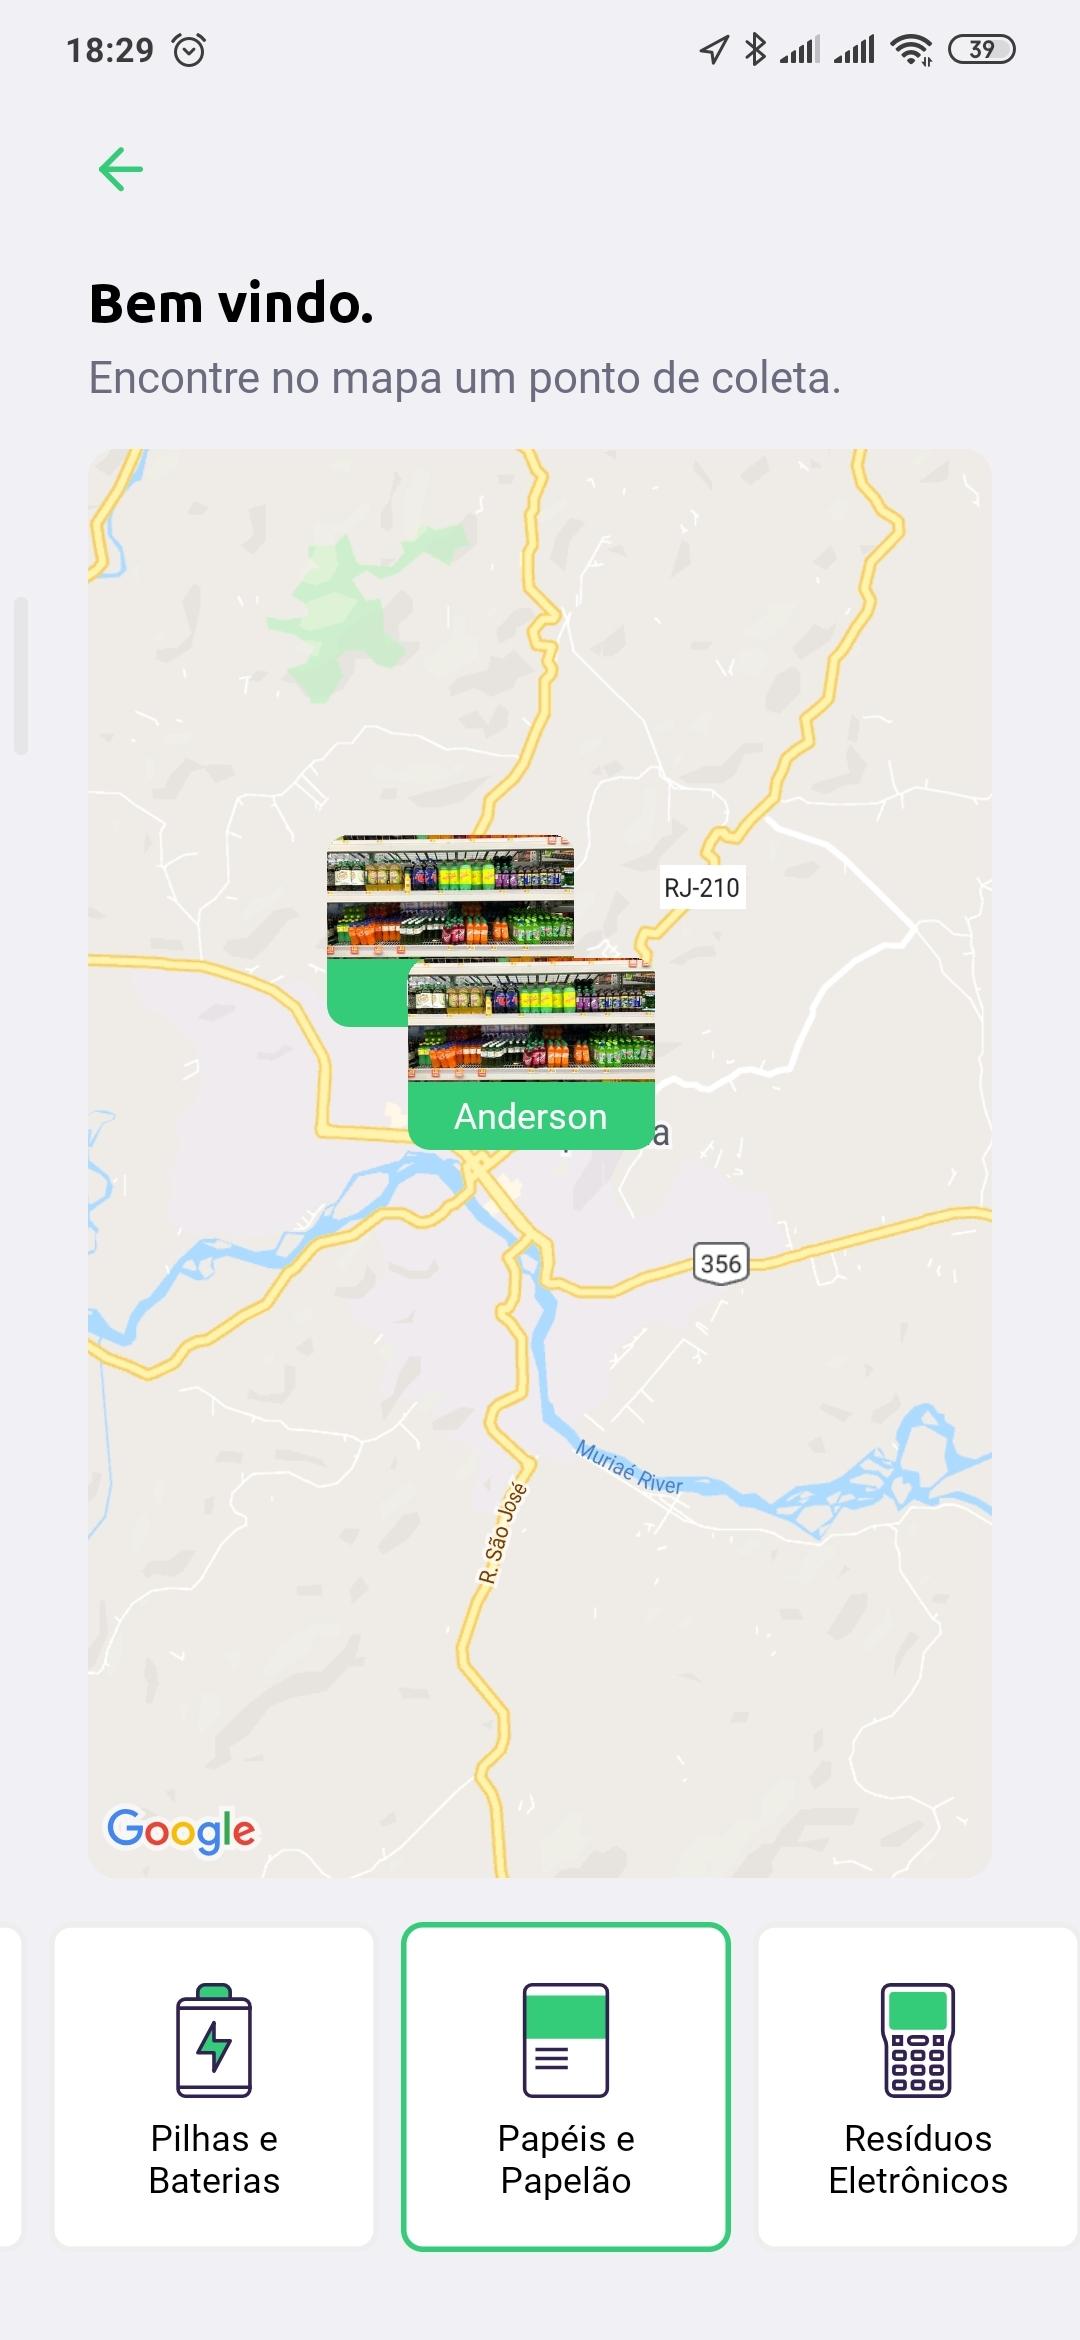 18:29
39
Bem vindo.
Encontre no mapa um ponto de coleta.
RJ-210
Anderson
a
356
Muriaé River
R. São José
Google
Pilhas e
Baterias
Papéis e
Papelão
Resíduos
Eletrônicos